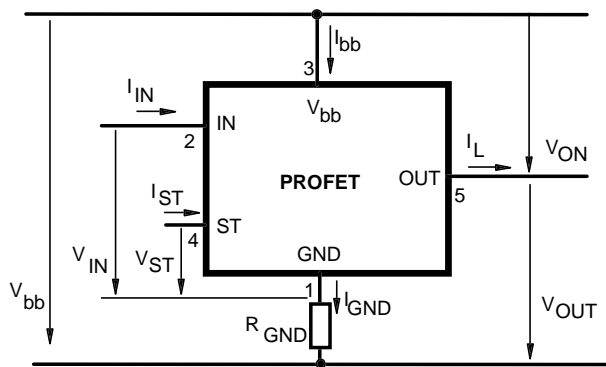 I bb
3
V bb
I IN
2
IN
I L
V ON
PROFET
OUT
5
I ST
4
ST
V IN
V ST
GND
V bb
1
I GND
R GND
V OUT